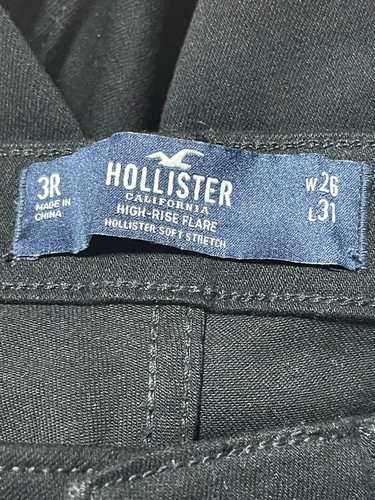 3R
MADE IN
CHINA
HOLLISTER
CALIFORNIA
HIGH-RISE FLARE
HOLLISTER SOFT STRETCH
W 26
L 31